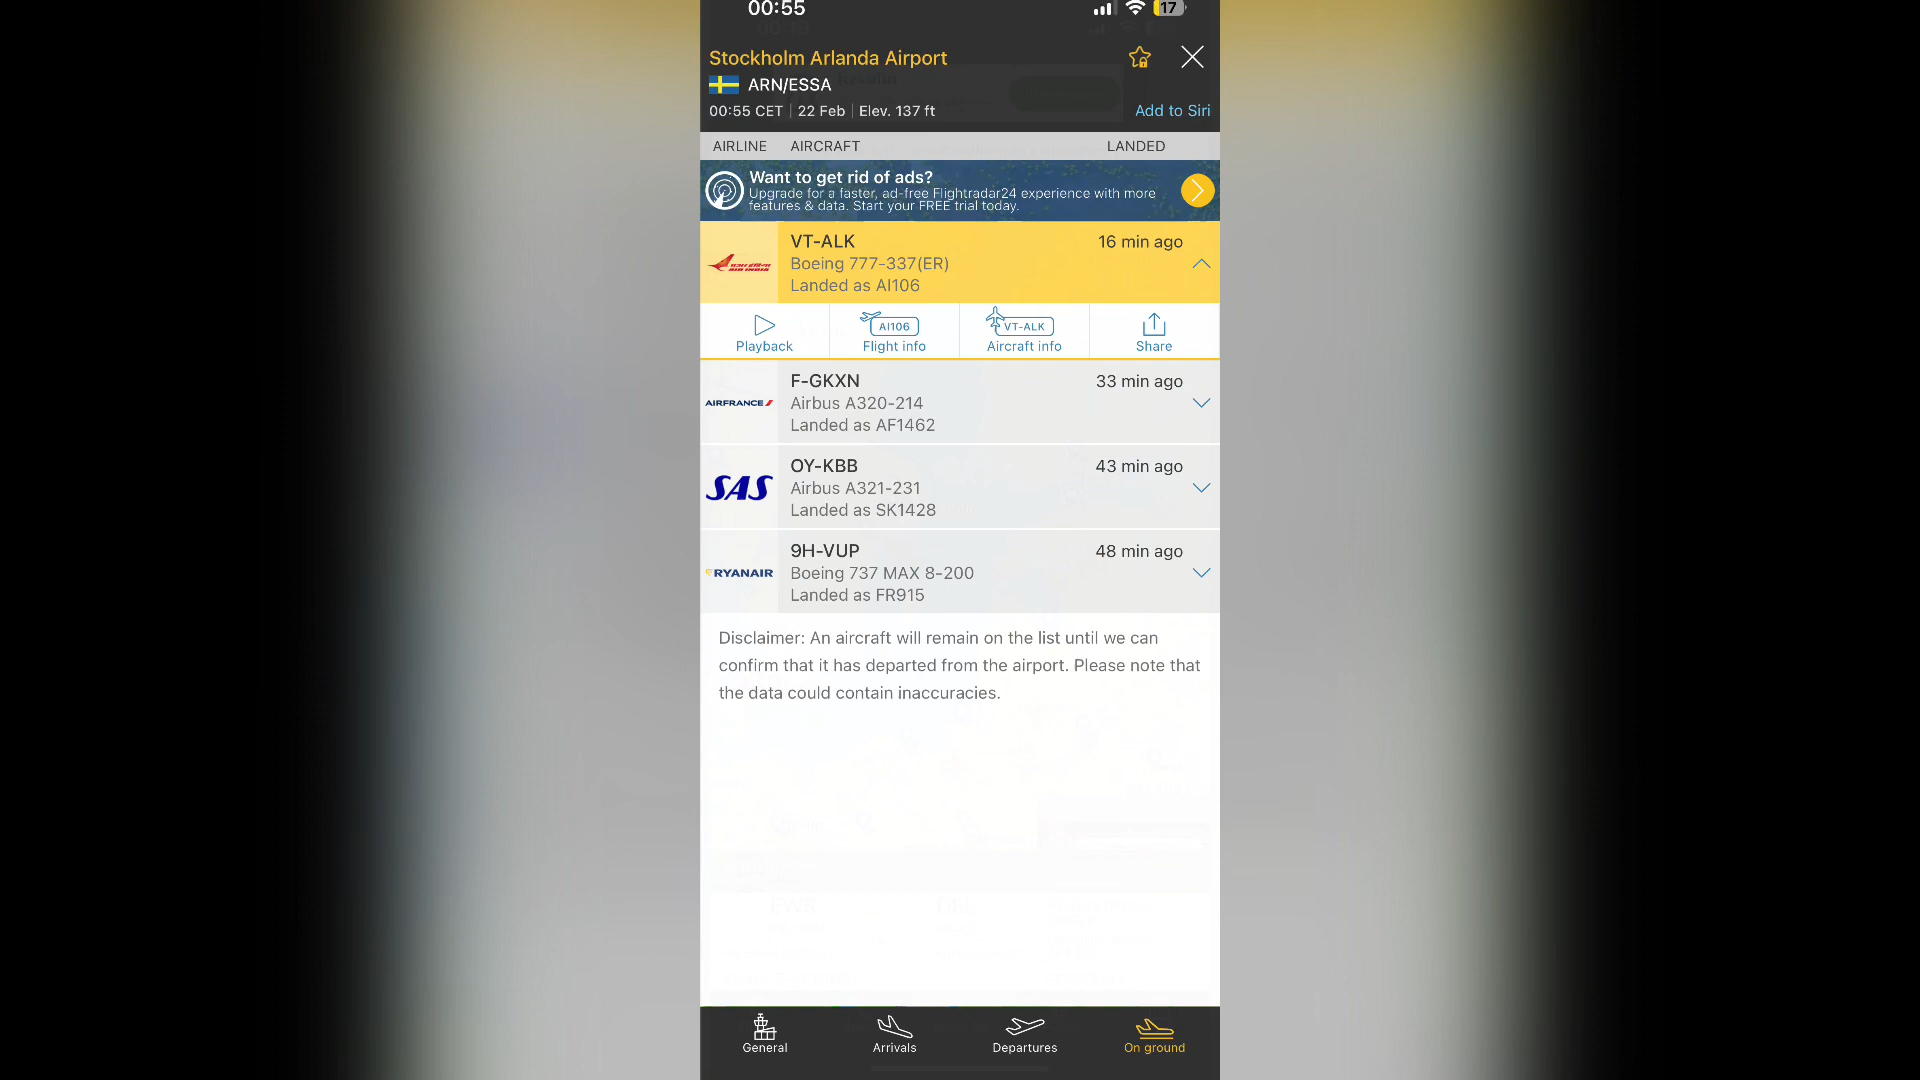 00:55
17
Stockholm Arlanda Airport
ARN/ESSA
00:55 CET | 22 Feb | Elev. 137 ft
Add to Siri
AIRLINE AIRCRAFT LANDED
Want to get rid of ads?
Upgrade for a faster, ad-free Flightradar24 experience with more
features & data. Start your FREE trial today.
VT-ALK 16 min ago
Boeing 777-337(ER)
AIR INDIA
Landed as AI106
AI106
VT-ALK
Playback Flight info Aircraft info Share
F-GKXN 33 min ago
AIRFRANCE Airbus A320-214
Landed as AF1462
OY-KBB 43 min ago
SAS Airbus A321-231
Landed as SK1428
9H-VUP 48 min ago
RYANAIR Boeing 737 MAX 8-200
Landed as FR915
Disclaimer: An aircraft will remain on the list until we can
confirm that it has departed from the airport. Please note that
the data could contain inaccuracies.
EWR
DEL
General Arrivals Departures On ground